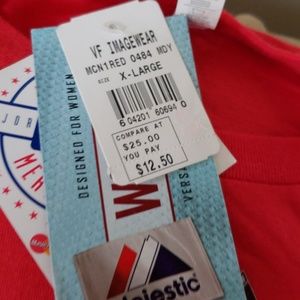 VF IMAGEWEAR
MCN1RED 0484 MDY
SIZE X-LARGE
6 04201 60694 0
COMPARE AT
$25.00
YOU PAY
$12.50
DESIGNED FOR WOMEN
Majestic